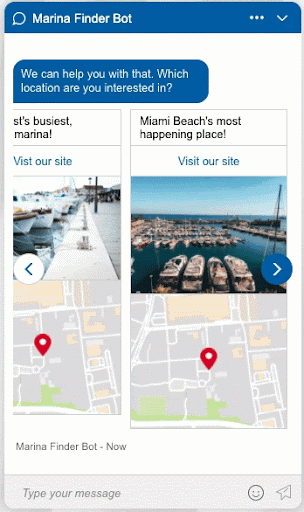 Marina Finder Bot
We can help you with that. Which
location are you interested in?
st's busiest,
marina!
Vist our site
Miami Beach's most
happening place!
Visit our site
Marina Finder Bot - Now
Type your message